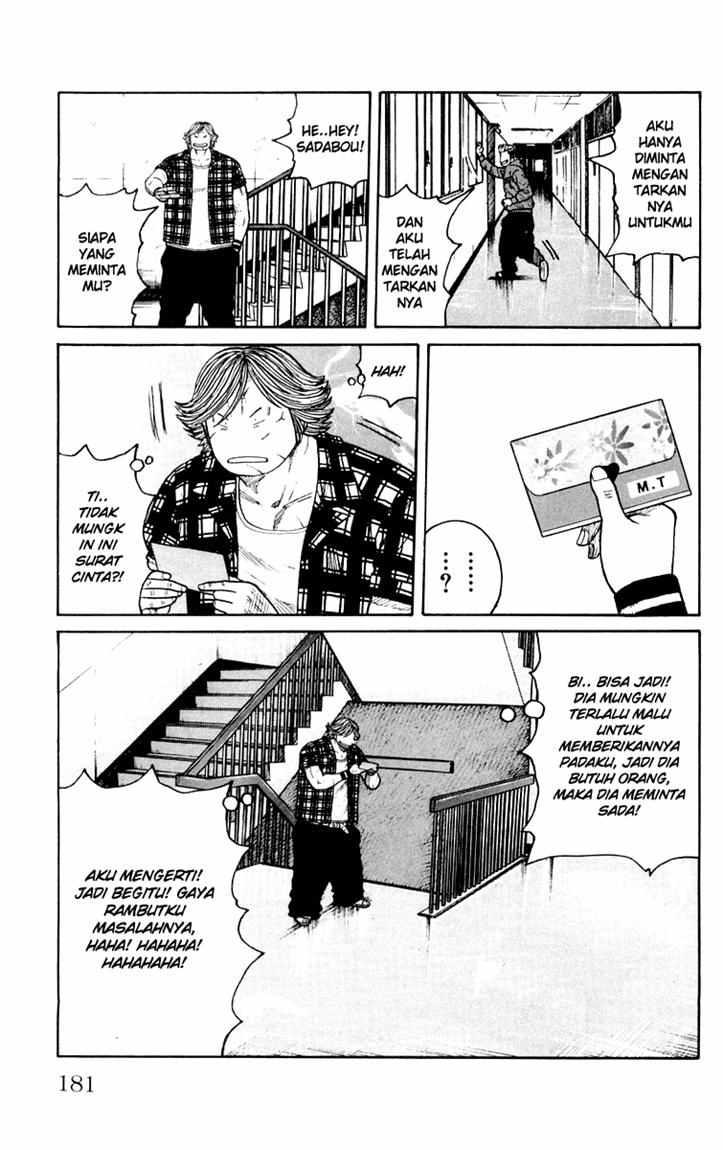 AKU
HANYA
DIMINTA
MENGAN
TARKAN
NYA
UNTUKMU
DAN
AKU
TELAH
MENGAN
TARKAN
NYA
HE..HEY!
SADABOU!
SIAPA
YANG
MEMINTA
MU?
M.T
......
?
HAH!
TI..
TIDAK
MUNGK
IN INI
SURAT
CINTA?!
BI.. BISA JADI!
DIA MUNGKIN
TERLALU MALU
UNTUK
MEMBERIKANNYA
PADAKU, JADI DIA
BUTUH ORANG,
MAKA DIA MEMINTA
SADA!
AKU MENGERTI!
JADI BEGITU! GAYA
RAMBUTKU
MASALAHNYA,
HAHA! HAHAHA!
HAHAHAHA!
181